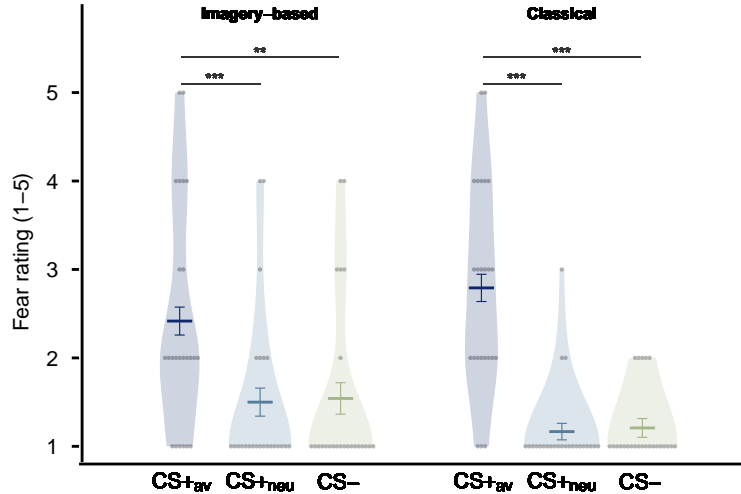 Imagery–based
Classical
** ***
*** ***
Fear rating (1–5)
5
4
3
2
1
CS+av CS+neu CS– CS+av CS+neu CS–